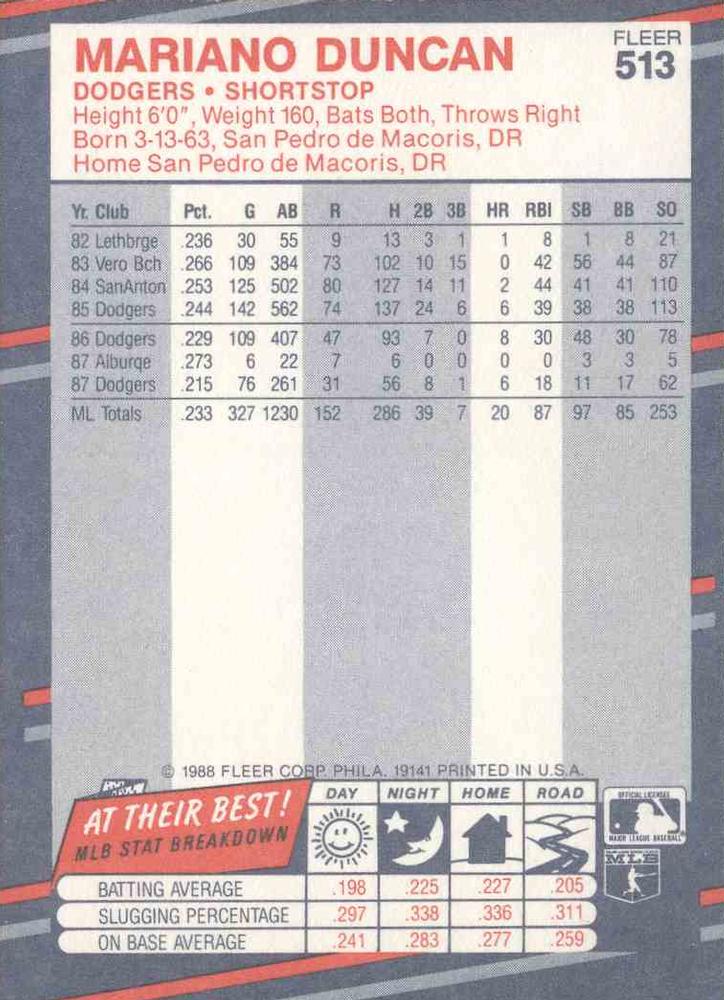 MARIANO DUNCAN
FLEER
513
DODGERS • SHORTSTOP
Height 6'0", Weight 160, Bats Both, Throws Right
Born 3-13-63, San Pedro de Macoris, DR
Home San Pedro de Macoris, DR
Yr. Club Pct. G AB R H 2B 3B HR RBI SB BB SO
82 Lethbrge .236 30 55 9 13 3 1 1 8 1 8 21
83 Vero Bch .266 109 384 73 102 10 15 0 42 56 44 87
84 SanAnton .253 125 502 80 127 14 11 2 44 41 41 110
85 Dodgers .244 142 562 74 137 24 6 6 39 38 38 113
86 Dodgers .229 109 407 47 93 7 0 8 30 48 30 78
87 Alburqe .273 6 22 7 6 0 0 0 0 3 3 5
87 Dodgers .215 76 261 31 56 8 1 6 18 11 17 62
ML Totals .233 327 1230 152 286 39 7 20 87 97 85 253
© 1988 FLEER CORP. PHILA. 19141 PRINTED IN U.S.A.
AT THEIR BEST!
MLB STAT BREAKDOWN
DAY NIGHT HOME ROAD
OFFICIAL LICENSEE
MAJOR LEAGUE BASEBALL
MLB
BATTING AVERAGE .198 .225 .227 .205
SLUGGING PERCENTAGE .297 .338 .336 .311
ON BASE AVERAGE .241 .283 .277 .259